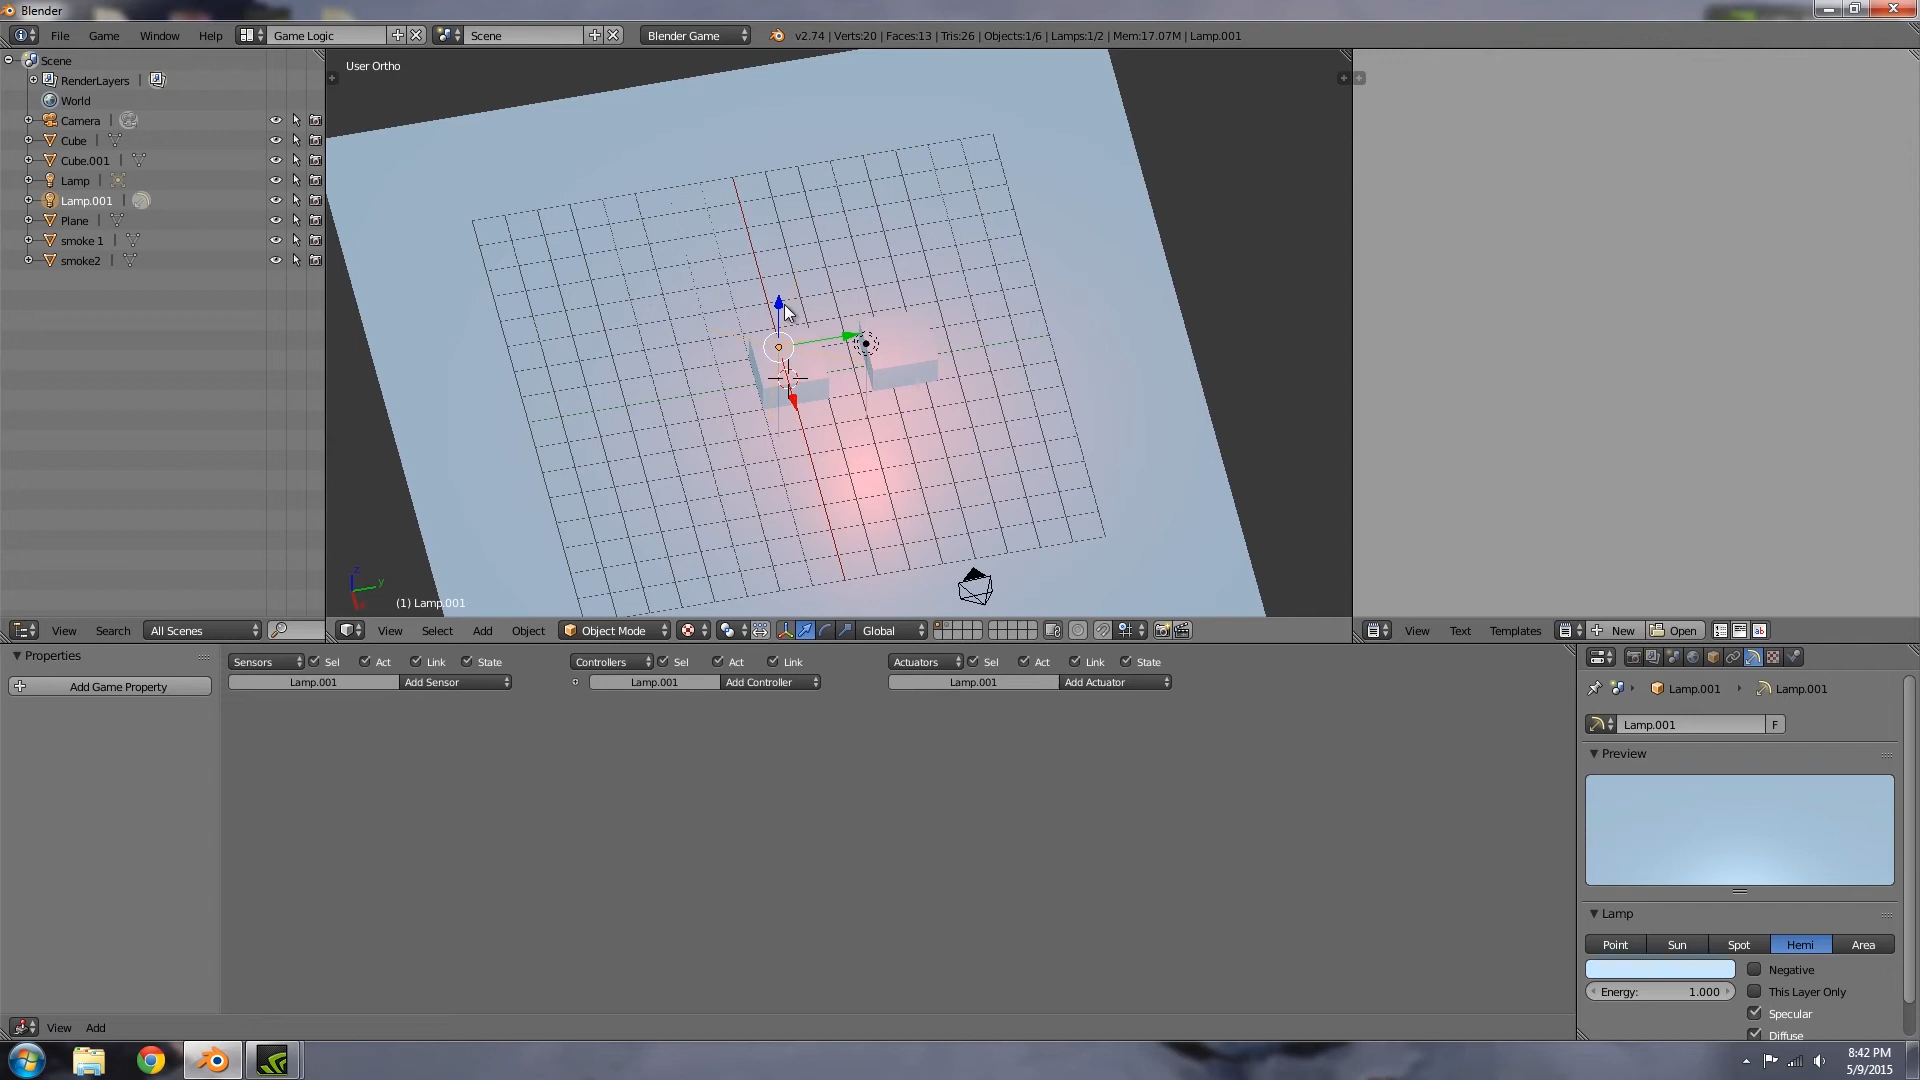 Blender
File Game Window Help Game Logic Scene Blender Game v2.74 | Verts:20 | Faces:13 | Tris:26 | Objects:1/6 | Lamps:1/2 | Mem:17.07M | Lamp.001
Scene
RenderLayers |
World
Camera |
Cube |
Cube.001 |
Lamp |
Lamp.001 |
Plane |
smoke 1 |
smoke2 |
User Ortho
z
y
(1) Lamp.001
View Search All Scenes
View Select Add Object Object Mode Global
View Text Templates New Open
Properties
Add Game Property
Sensors Sel Act Link State
Lamp.001 Add Sensor
Controllers Sel Act Link
Lamp.001 Add Controller
Actuators Sel Act Link State
Lamp.001 Add Actuator
Lamp.001 Lamp.001
Lamp.001 F
Preview
Lamp
Point Sun Spot Hemi Area
Negative
Energy: 1.000 This Layer Only
Specular
Diffuse
View Add
8:42 PM
5/9/2015